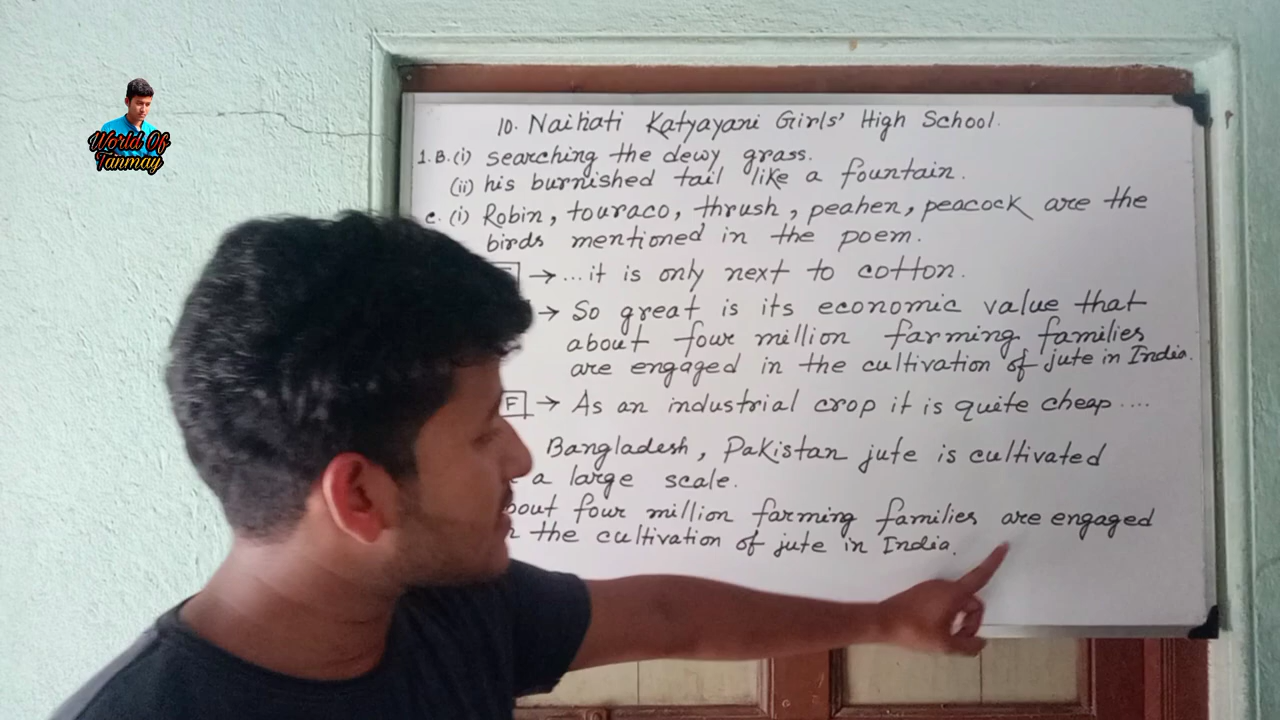 World Of
Tanmay
10. Naihati Katyayani Girls' High School.
1.B.(i) searching the dewy grass.
(ii) his burnished tail like a fountain.
c. (i) Robin, touraco, thrush, peahen, peacock are the
birds mentioned in the poem.
→ ...it is only next to cotton.
→ So great is its economic value that
about four million farming families
are engaged in the cultivation of jute in India.
F → As an industrial crop it is quite cheap ....
Bangladesh, Pakistan jute is cultivated
a large scale.
four million farming families are engaged
the cultivation of jute in India.